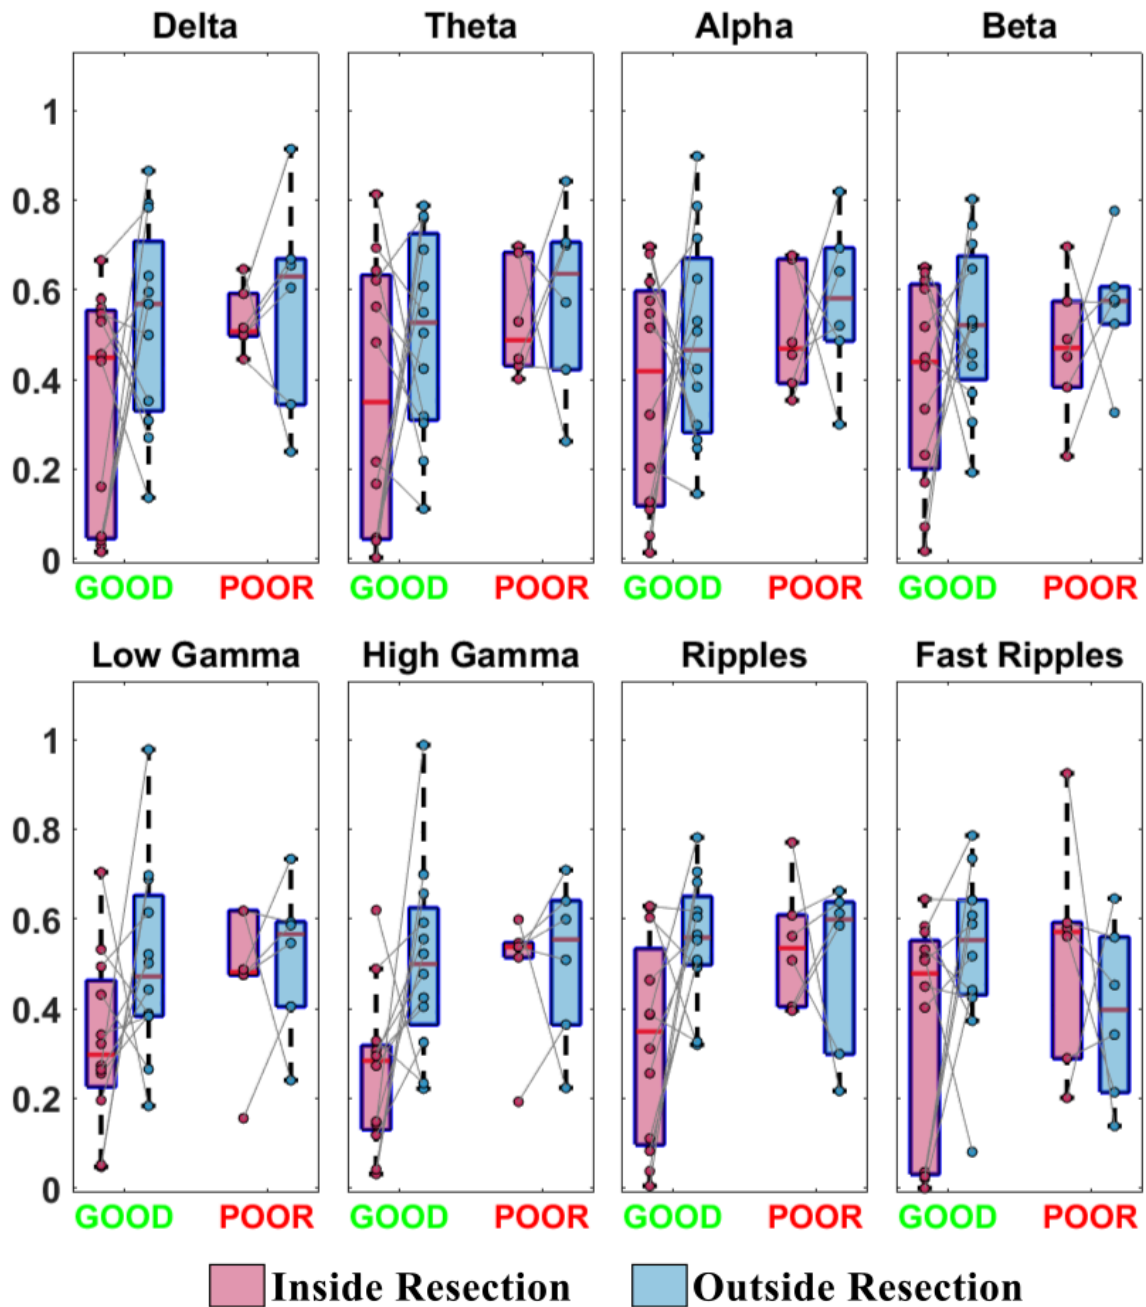 Delta Theta Alpha Beta
1
0.8
0.6
0.4
0.2
0
GOOD POOR GOOD POOR GOOD POOR GOOD POOR
Low Gamma High Gamma Ripples Fast Ripples
1
0.8
0.6
0.4
0.2
0
GOOD POOR GOOD POOR GOOD POOR GOOD POOR
Inside Resection Outside Resection